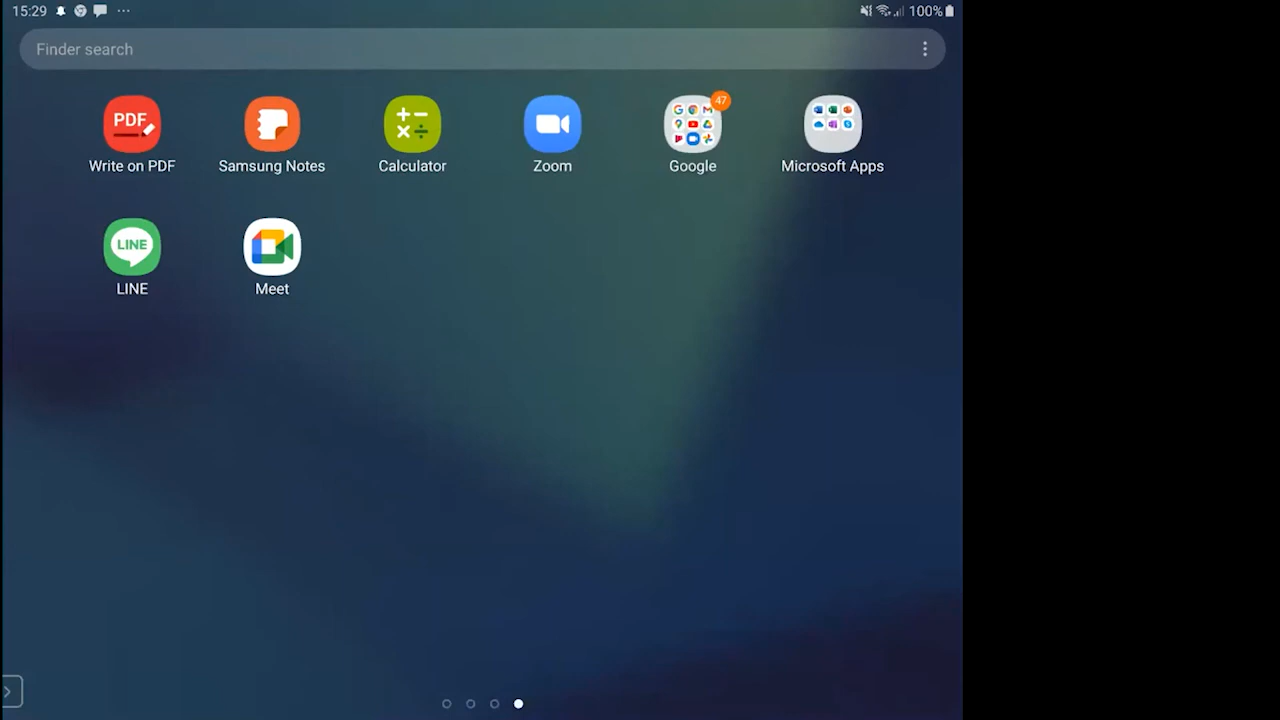 15:29 ... 100%
Finder search
PDF
47
Write on PDF Samsung Notes Calculator Zoom Google Microsoft Apps
LINE
LINE Meet